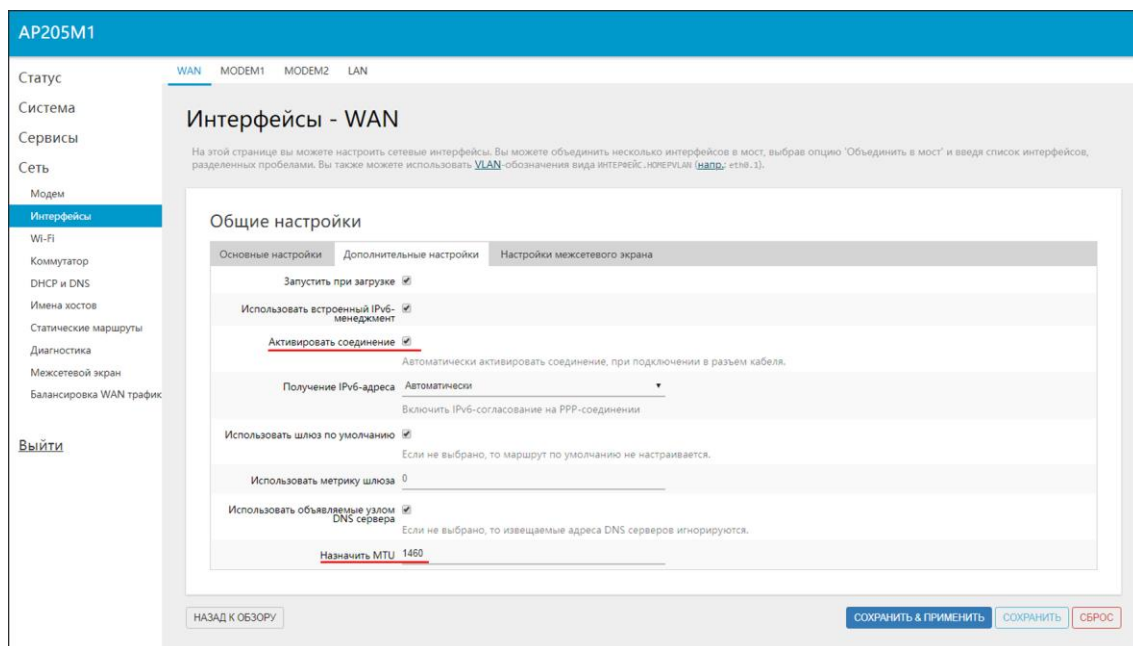 AP205M1
Статус
Система
Сервисы
Сеть
Модем
Интерфейсы
Wi-Fi
Коммутатор
DHCP и DNS
Имена хостов
Статические маршруты
Диагностика
Межсетевой экран
Балансировка WAN трафик
Выйти
WAN MODEM1 MODEM2 LAN
Интерфейсы - WAN
На этой странице вы можете настроить сетевые интерфейсы. Вы можете объединить несколько интерфейсов в мост, выбрав опцию 'Объединить в мост' и введя список интерфейсов,
разделенных пробелами. Вы также можете использовать VLAN-обозначения вида ИНТЕРФЕЙС.НОМЕРVLAN (напр.: eth0.1).
Общие настройки
Основные настройки Дополнительные настройки Настройки межсетевого экрана
Запустить при загрузке
Использовать встроенный IPv6-
менеджмент
Активировать соединение
Автоматически активировать соединение, при подключении в разъем кабеля.
Получение IPv6-адреса Автоматически
Включить IPv6-согласование на PPP-соединении
Использовать шлюз по умолчанию
Если не выбрано, то маршрут по умолчанию не настраивается.
Использовать метрику шлюза 0
Использовать объявляемые узлом
DNS сервера
Если не выбрано, то извещаемые адреса DNS серверов игнорируются.
Назначить MTU 1460
НАЗАД К ОБЗОРУ СОХРАНИТЬ & ПРИМЕНИТЬ СОХРАНИТЬ СБРОС